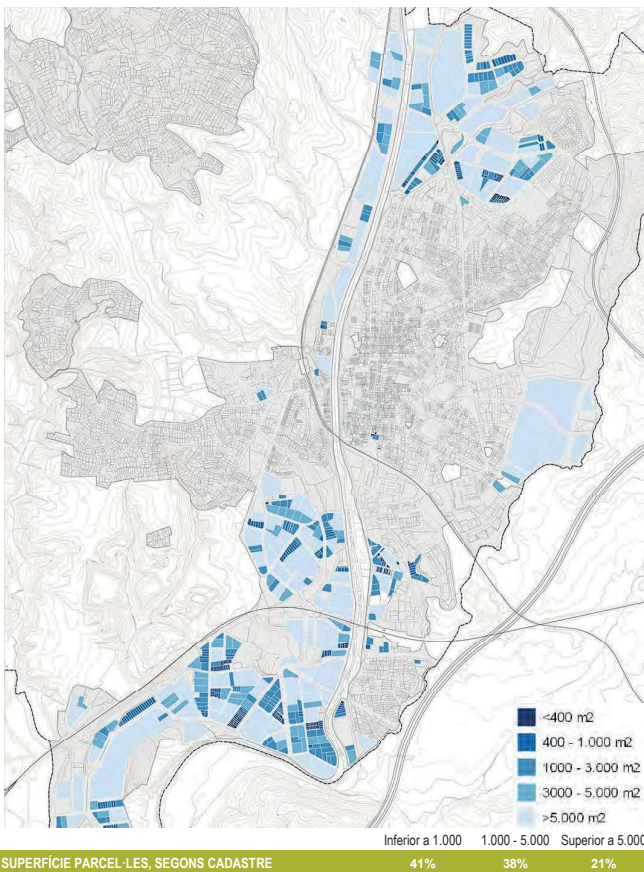 <400 m2
400 - 1.000 m2
1000 - 3.000 m2
3000 - 5.000 m2
>5.000 m2
Inferior a 1.000 1.000 - 5.000 Superior a 5.000
SUPERFÍCIE PARCEL·LES, SEGONS CADASTRE 41% 38% 21%